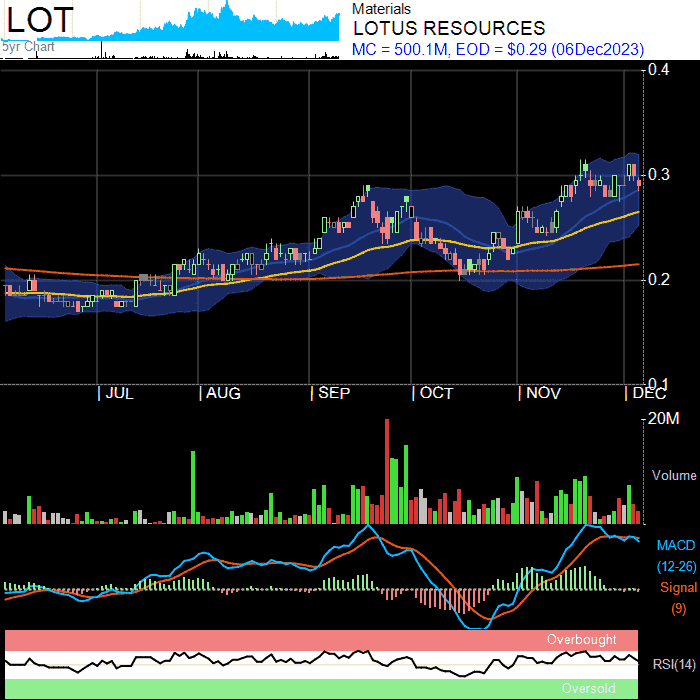 LOT
5yr Chart
Materials
LOTUS RESOURCES
MC = 500.1M, EOD = $0.29 (06Dec2023)
0.4
0.3
0.2
0.1
| JUL | AUG | SEP | OCT | NOV | DEC
20M
Volume
MACD
(12-26)
Signal
(9)
Overbought
RSI(14)
Oversold